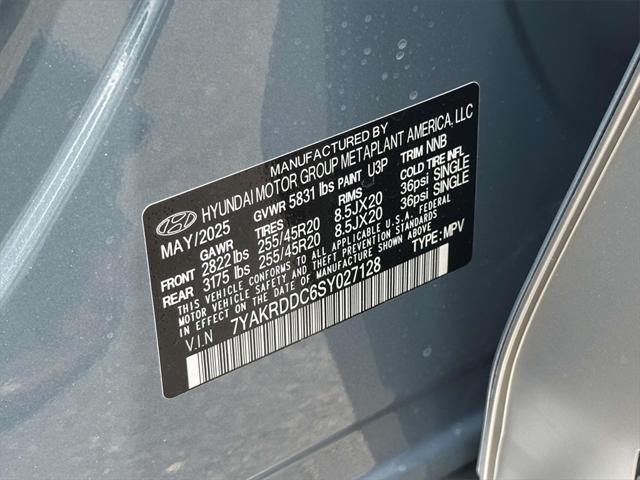 MANUFACTURED BY
HYUNDAI MOTOR GROUP METAPLANT AMERICA, LLC
MAY/2025 GVWR 5831 lbs PAINT U3P TRIM NNB
GAWR TIRES RIMS COLD TIRE INFL
FRONT 2822 lbs 255/45R20 8.5JX20 36psi SINGLE
REAR 3175 lbs 255/45R20 8.5JX20 36psi SINGLE
THIS VEHICLE CONFORMS TO ALL APPLICABLE U.S.A. FEDERAL
MOTOR VEHICLE SAFETY AND THEFT PREVENTION STANDARDS
IN EFFECT ON THE DATE OF MANUFACTURE SHOWN ABOVE
V.I.N 7YAKRDDC6SY027128 TYPE: MPV